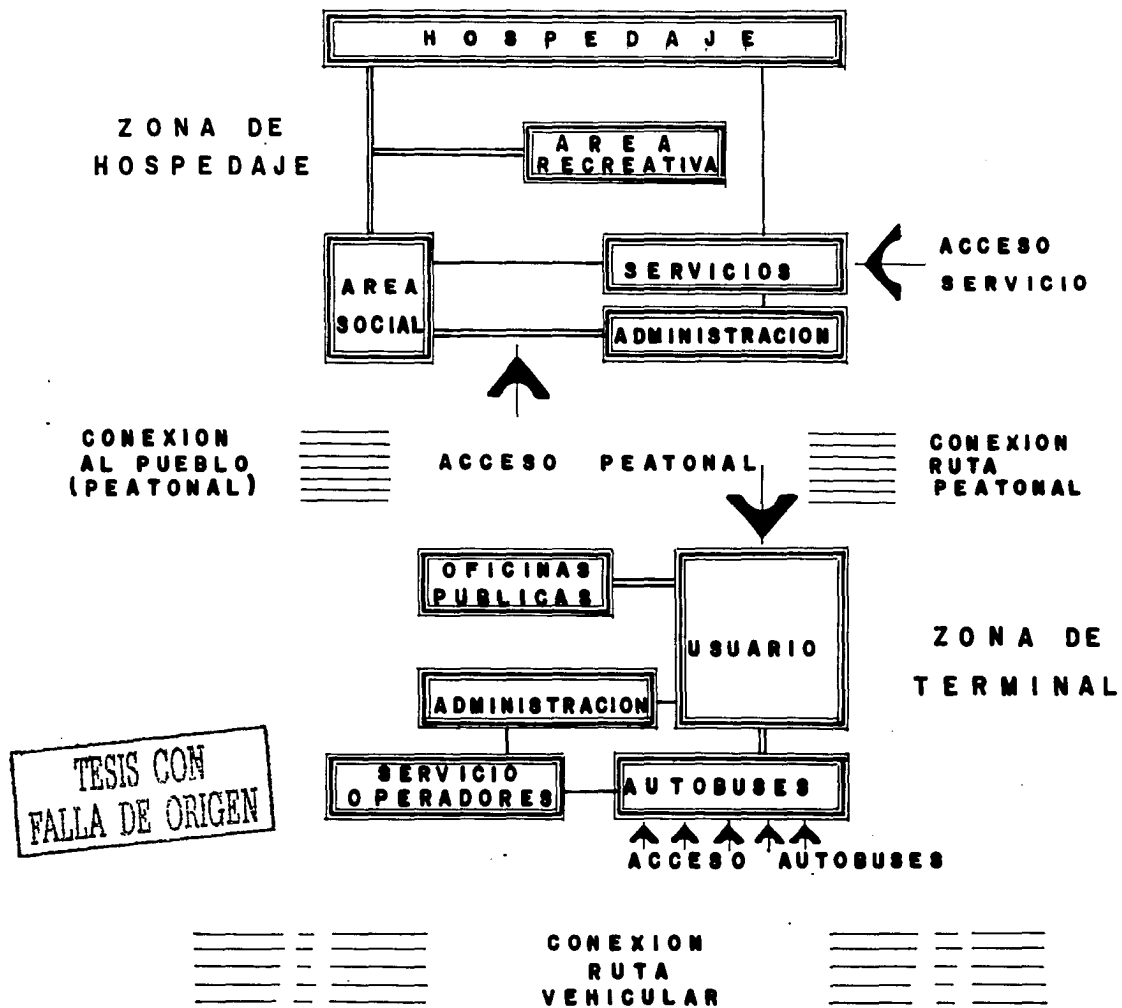 HOSPEDAJE
ZONA DE
HOSPEDAJE
AREA
RECREATIVA
AREA
SOCIAL
SERVICIOS
ADMINISTRACION
ACCESO
SERVICIO
CONEXION
AL PUEBLO
(PEATONAL)
ACCESO PEATONAL
CONEXION
RUTA
PEATONAL
OFICINAS
PUBLICAS
USUARIO
ZONA DE
TERMINAL
ADMINISTRACION
SERVICIO
OPERADORES
AUTOBUSES
ACCESO AUTOBUSES
TESIS CON
FALLA DE ORIGEN
CONEXION
RUTA
VEHICULAR